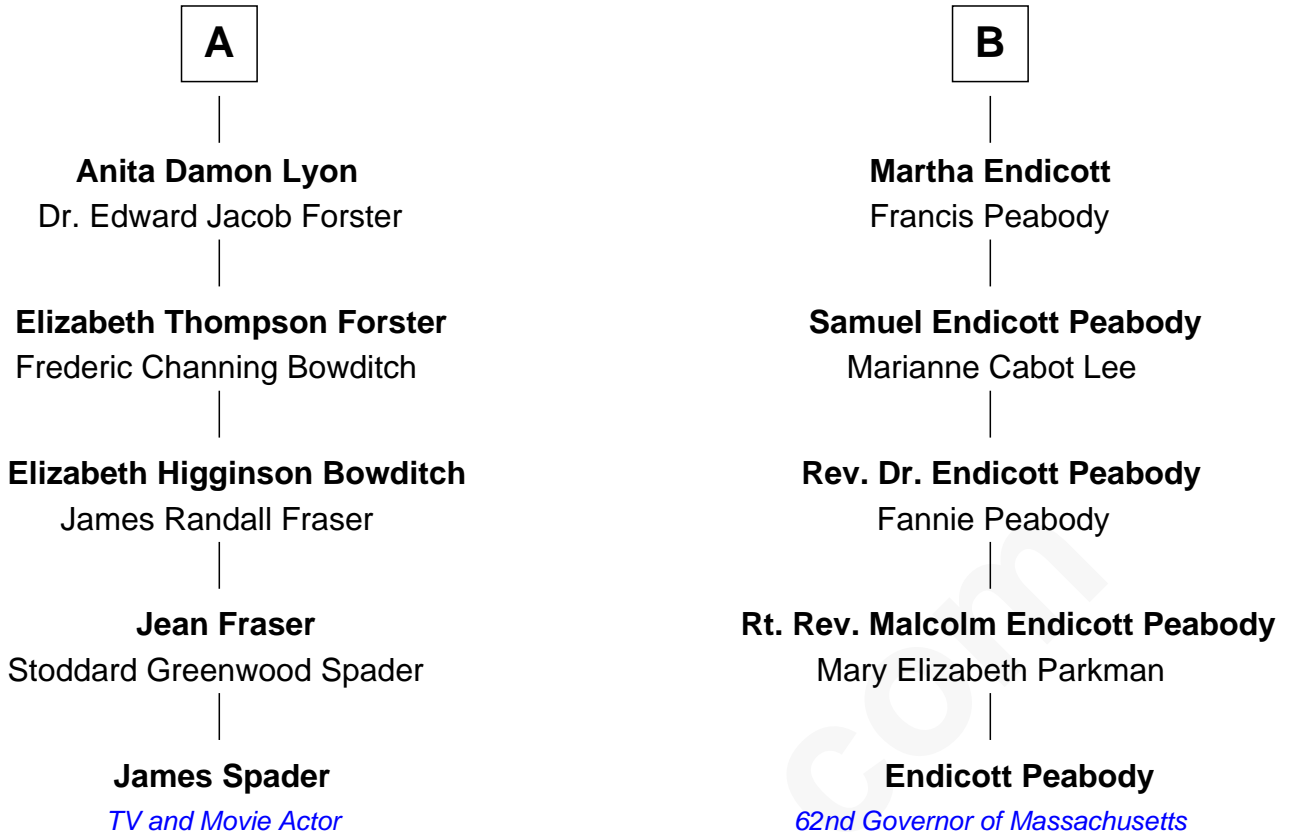 A
Anita Damon Lyon
Dr. Edward Jacob Forster
Elizabeth Thompson Forster
Frederic Channing Bowditch
Elizabeth Higginson Bowditch
James Randall Fraser
Jean Fraser
Stoddard Greenwood Spader
James Spader
TV and Movie Actor
B
Martha Endicott
Francis Peabody
Samuel Endicott Peabody
Marianne Cabot Lee
Rev. Dr. Endicott Peabody
Fannie Peabody
Rt. Rev. Malcolm Endicott Peabody
Mary Elizabeth Parkman
Endicott Peabody
62nd Governor of Massachusetts
com